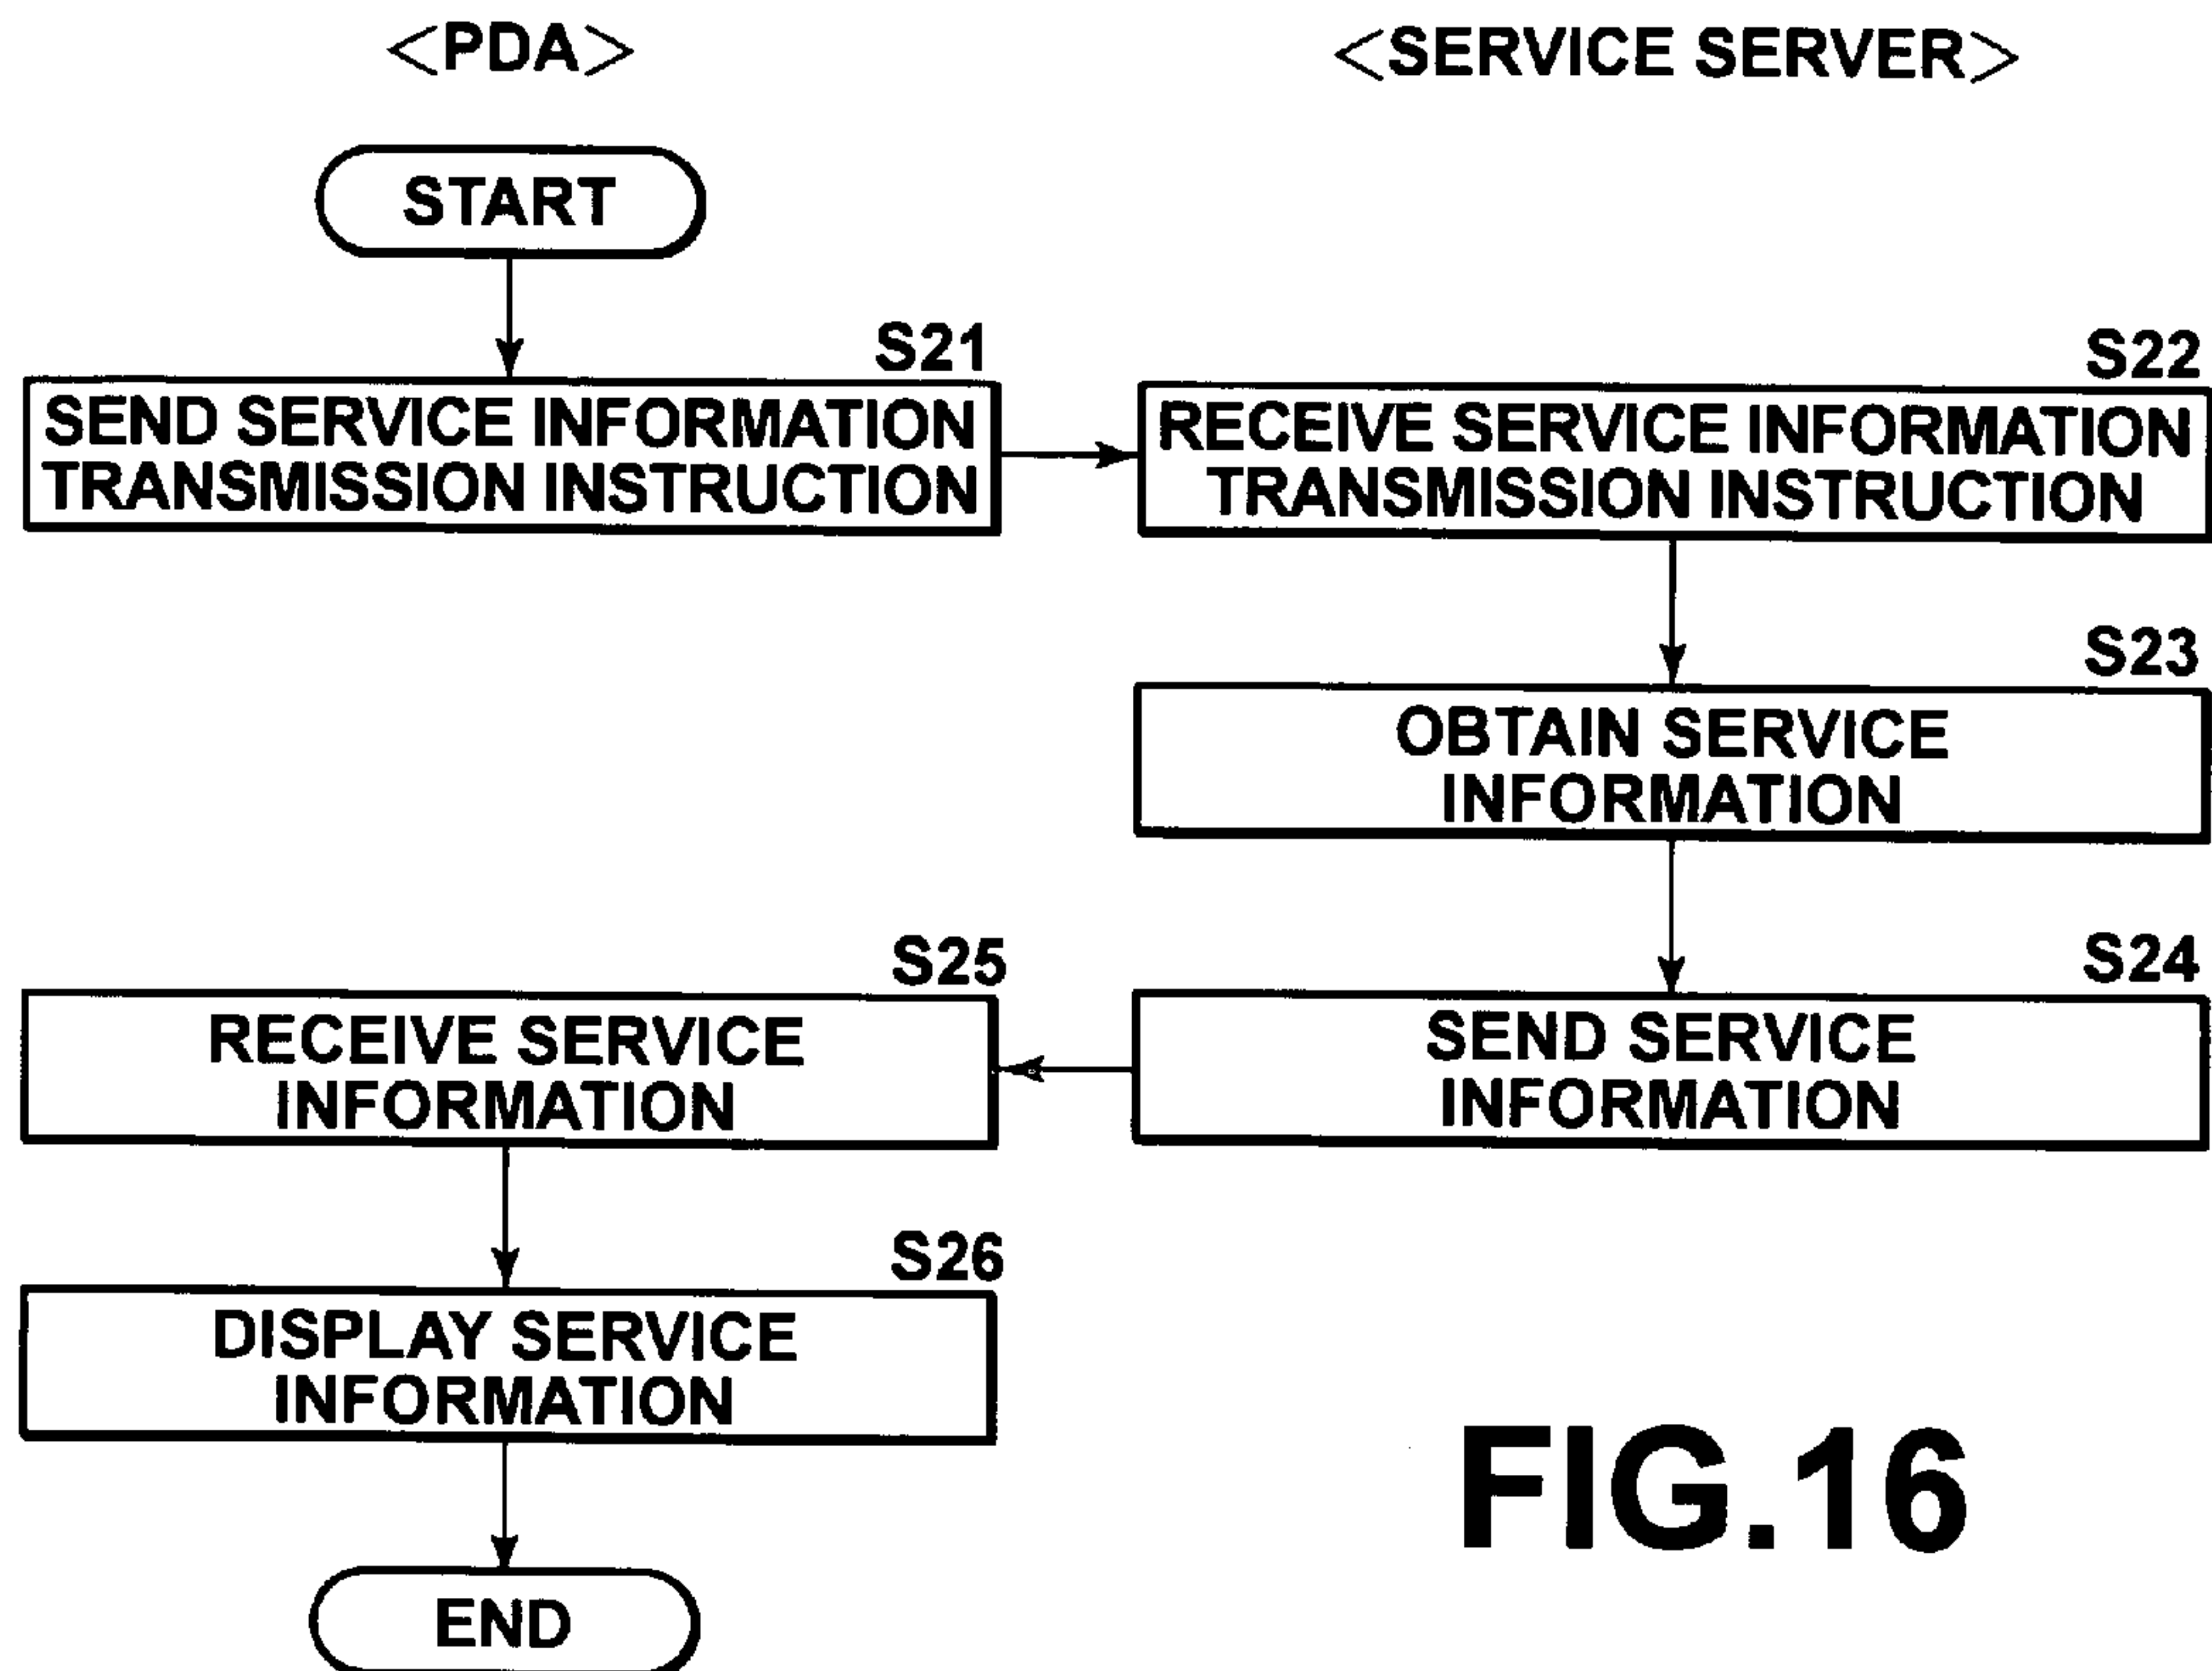 <PDA>
<SERVICE SERVER>
START
S21
SEND SERVICE INFORMATION
TRANSMISSION INSTRUCTION
S22
RECEIVE SERVICE INFORMATION
TRANSMISSION INSTRUCTION
S23
OBTAIN SERVICE
INFORMATION
S24
SEND SERVICE
INFORMATION
S25
RECEIVE SERVICE
INFORMATION
S26
DISPLAY SERVICE
INFORMATION
END
FIG.16